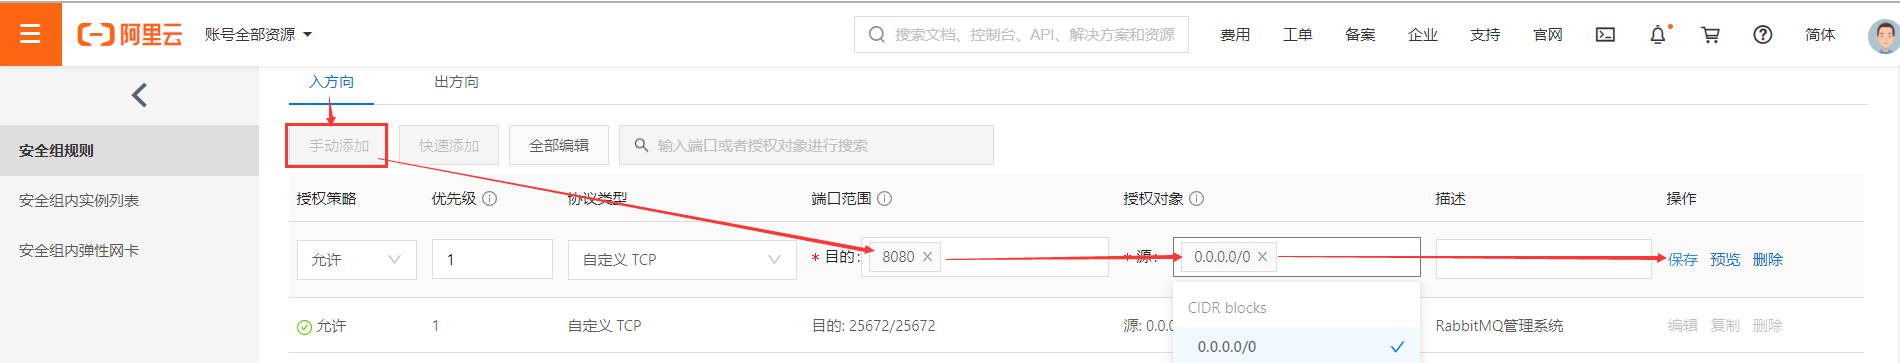 阿里云 账号全部资源 搜索文档、控制台、API、解决方案和资源 费用 工单 备案 企业 支持 官网 简体
入方向 出方向
安全组规则
安全组内实例列表
安全组内弹性网卡
手动添加 快速添加 全部编辑 输入端口或者授权对象进行搜索
授权策略 优先级 协议类型 端口范围 授权对象 描述 操作
允许 1 自定义 TCP * 目的: 8080 × * 源: 0.0.0.0/0 × 保存 预览 删除
CIDR blocks
0.0.0.0/0
允许 1 自定义 TCP 目的: 25672/25672 源: 0.0.0 RabbitMQ管理系统 编辑 复制 删除